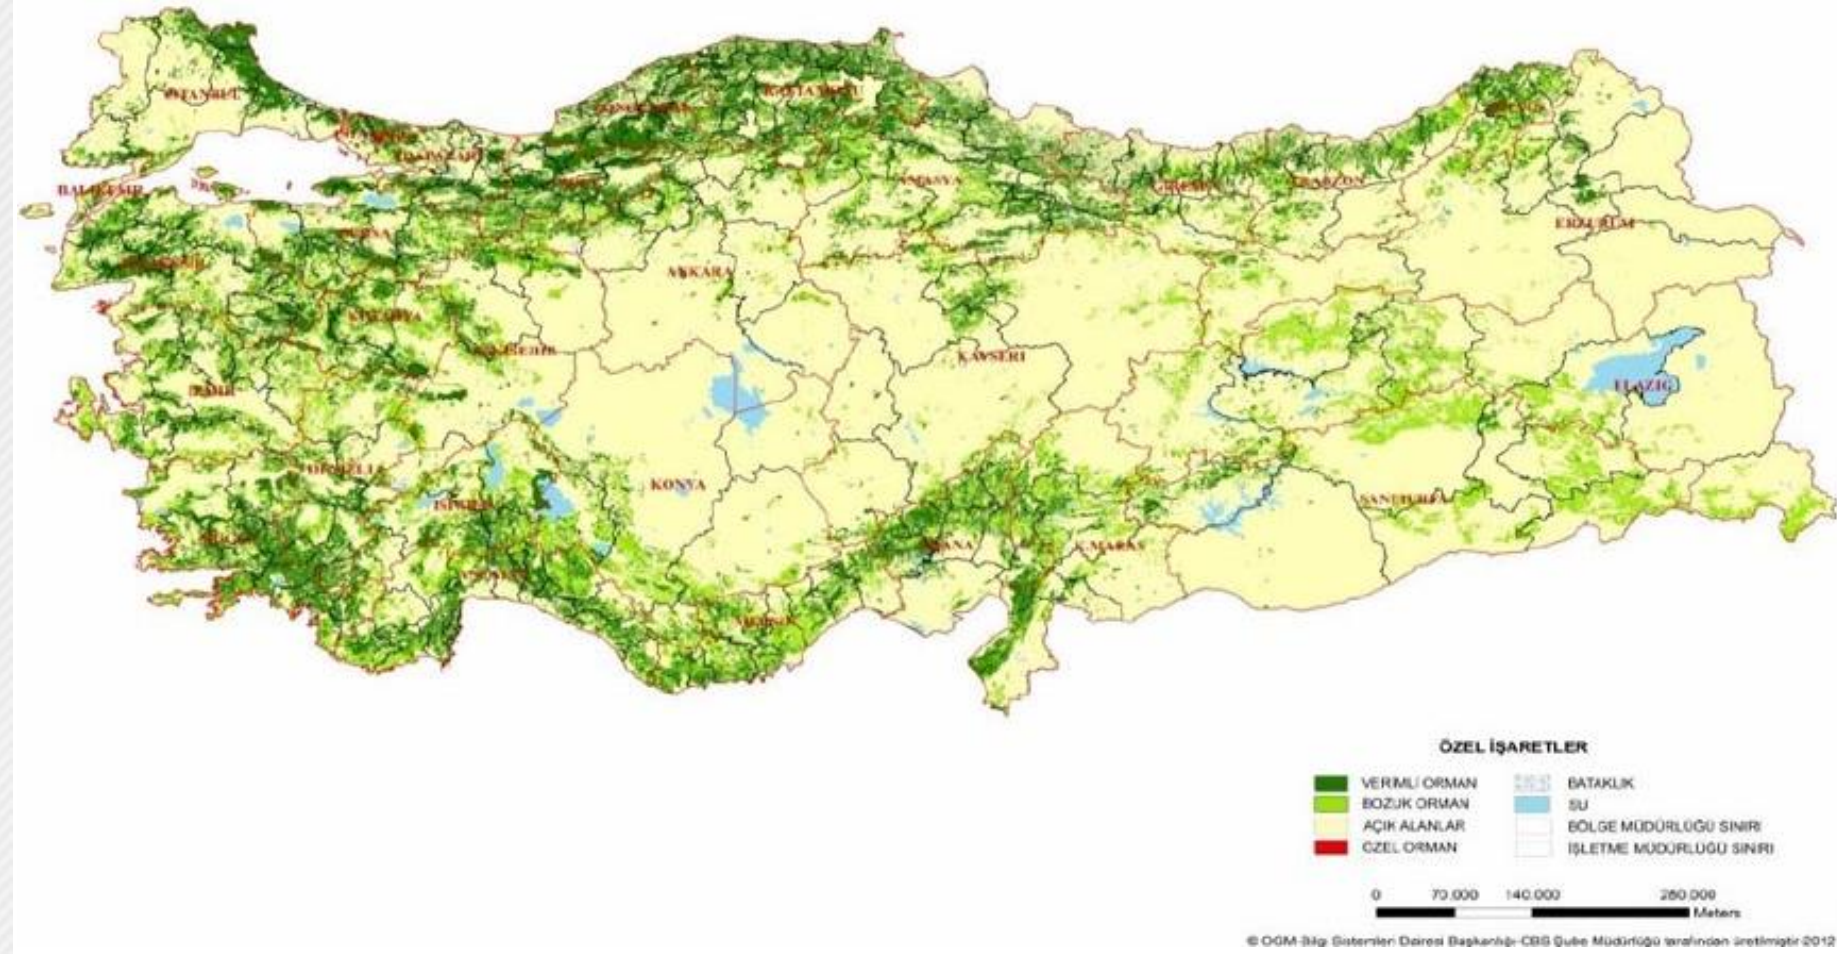 İSTANBUL
ZONGULDAK
KASTAMONU
ADAPAZARI
BALIKESİR
BOLU
AMASYA
GİRESUN
TRABZON
BURSA
ERZURUM
ANKARA
KÜTAHYA
ESKİŞEHİR
KAYSERİ
İZMİR
ELAZIĞ
DENİZLİ
KONYA
ISPARTA
ŞANLIURFA
ADANA
K.MARAŞ
ANTALYA
MERSİN
ÖZEL İŞARETLER
VERİMLİ ORMAN
BOZUK ORMAN
AÇIK ALANLAR
ÖZEL ORMAN
BATAKLIK
SU
BÖLGE MÜDÜRLÜĞÜ SINIRI
İŞLETME MÜDÜRLÜĞÜ SINIRI
0 70.000 140.000 280.000
Meters
© OGM-Bilgi Sistemleri Dairesi Başkanlığı-CBS Şube Müdürlüğü tarafından üretilmiştir-2012